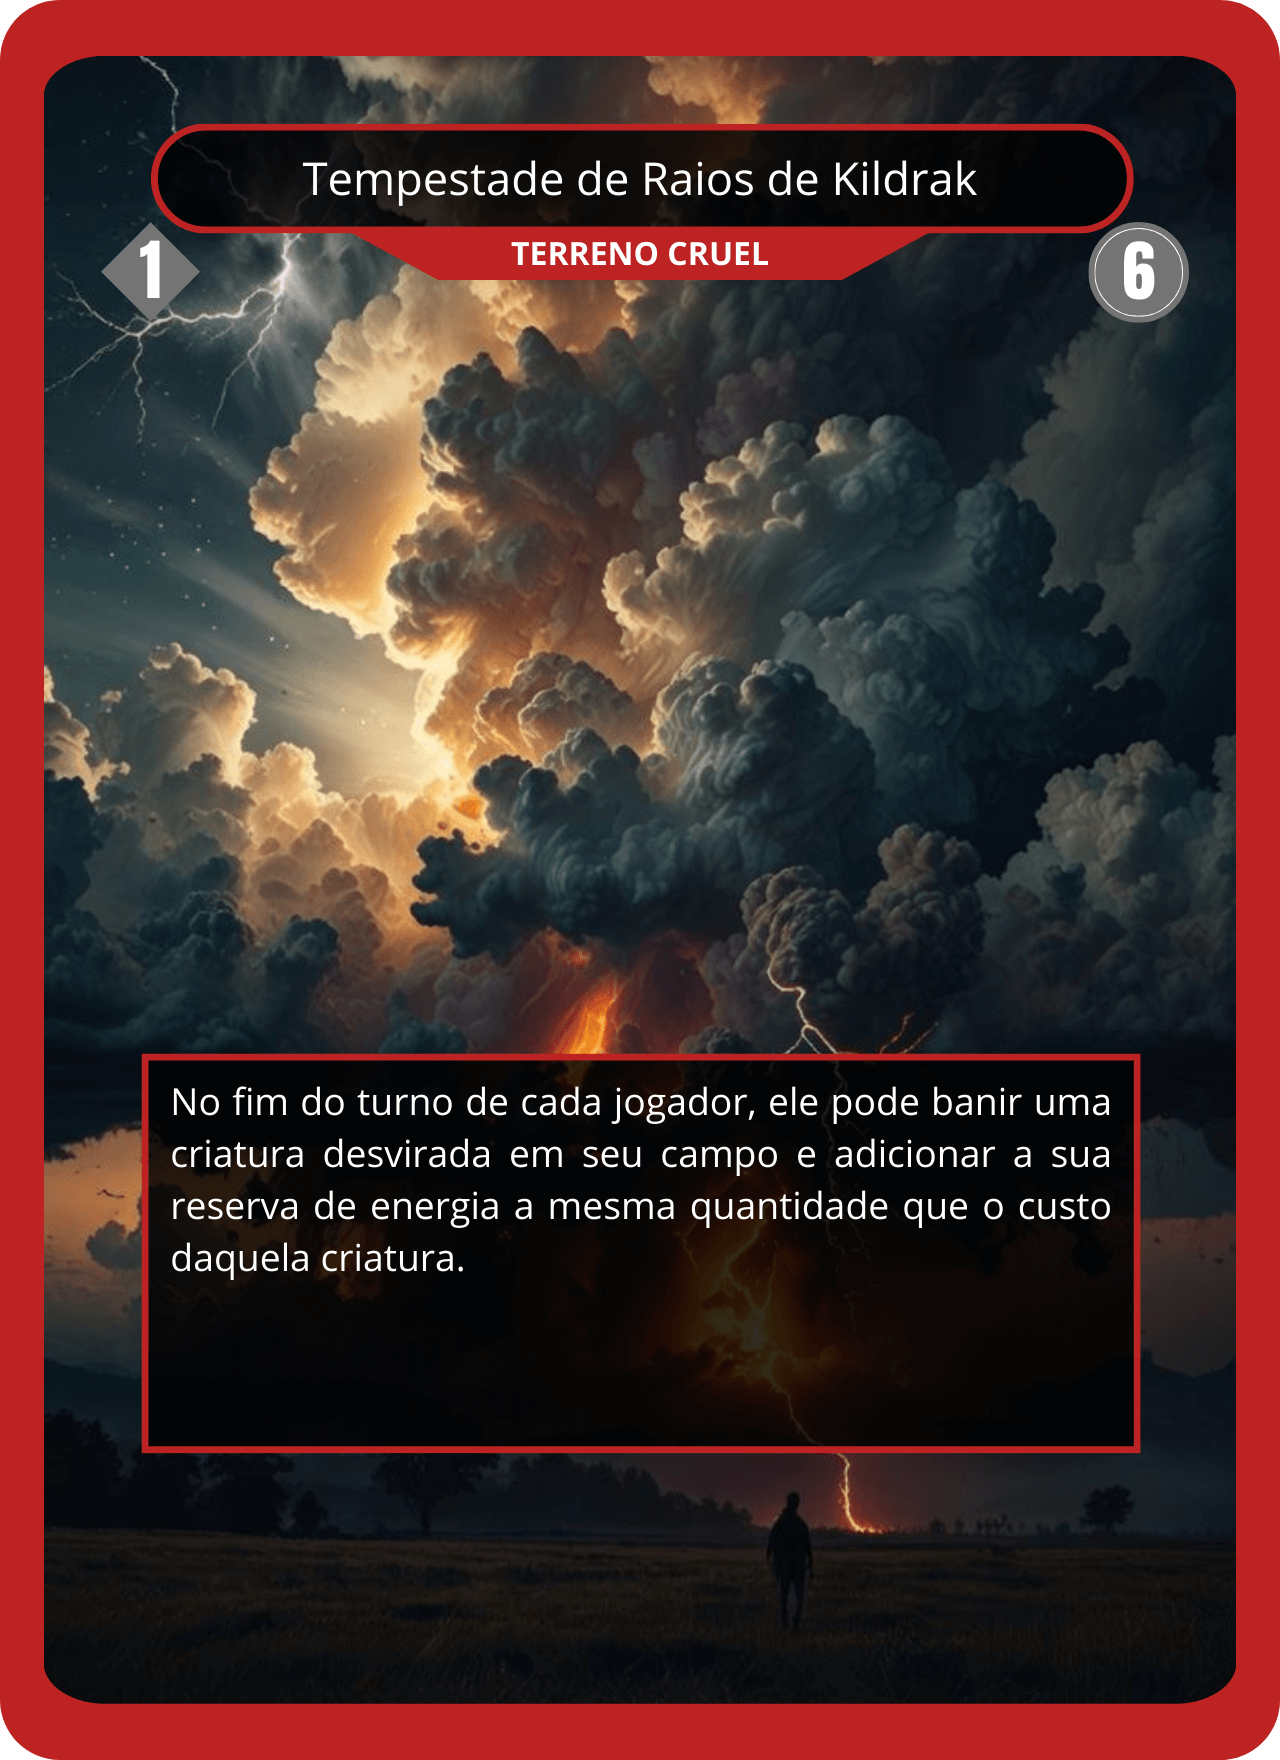 Tempestade de Raios de Kildrak
TERRENO CRUEL
1
6
No fim do turno de cada jogador, ele pode banir uma
criatura desvirada em seu campo e adicionar a sua
reserva de energia a mesma quantidade que o custo
daquela criatura.